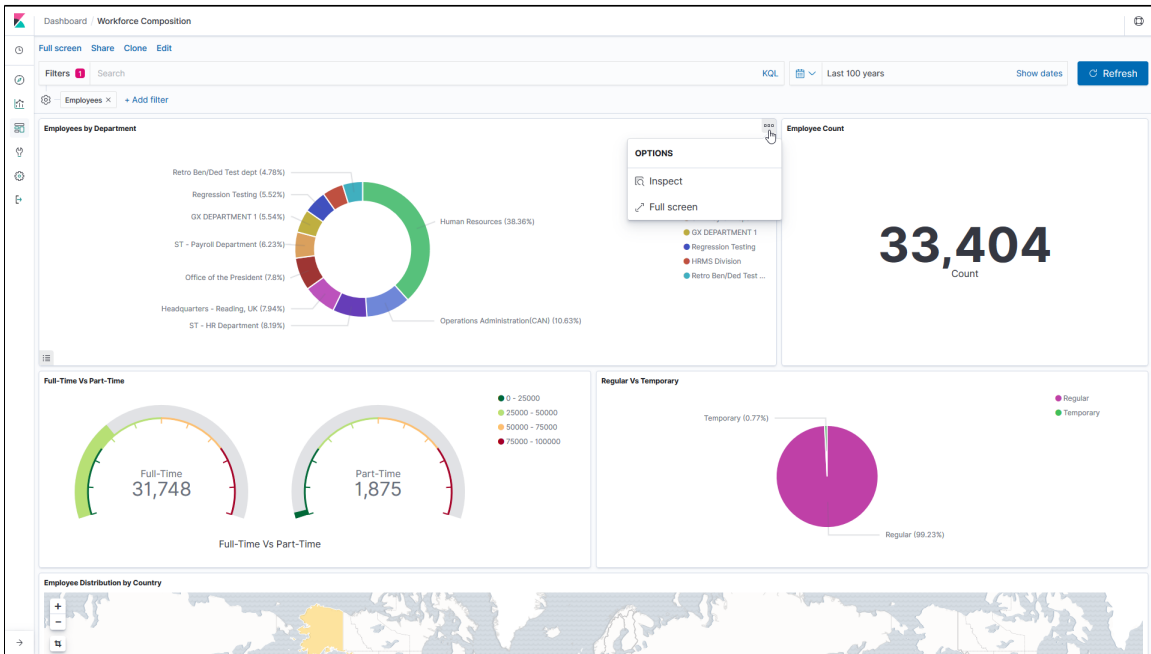 Dashboard / Workforce Composition
Full screen Share Clone Edit
Filters 1 Search KQL Last 100 years Show dates Refresh
Employees × + Add filter
Employees by Department
OPTIONS
Inspect
Full screen
Retro Ben/Ded Test dept (4.78%)
Regression Testing (5.52%)
GX DEPARTMENT 1 (5.54%)
ST - Payroll Department (6.23%)
Office of the President (7.8%)
Headquarters - Reading, UK (7.94%)
ST - HR Department (8.19%)
Human Resources (38.36%)
Operations Administration(CAN) (10.63%)
GX DEPARTMENT 1
Regression Testing
HRMS Division
Retro Ben/Ded Test ...
Employee Count
33,404
Count
Full-Time Vs Part-Time
Full-Time
31,748
Part-Time
1,875
Full-Time Vs Part-Time
0 - 25000
25000 - 50000
50000 - 75000
75000 - 100000
Regular Vs Temporary
Temporary (0.77%)
Regular (99.23%)
Regular
Temporary
Employee Distribution by Country
+
−